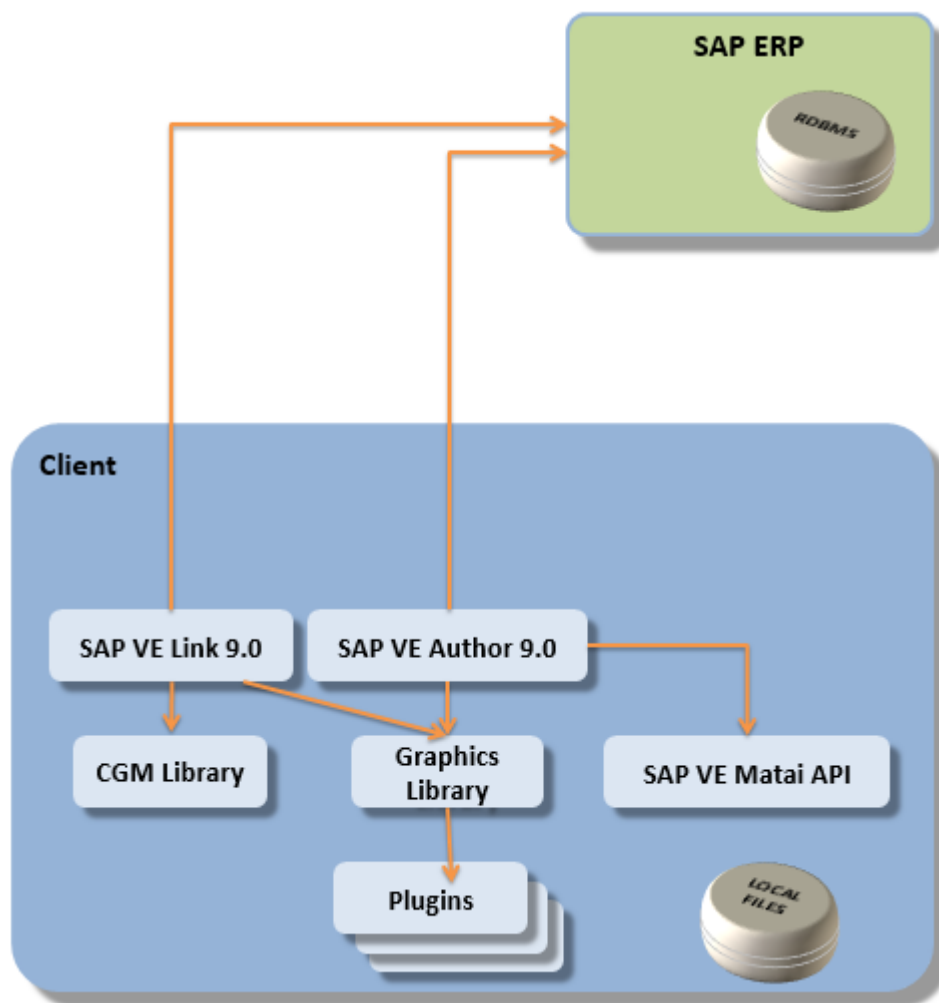 SAP ERP
RDBMS
Client
SAP VE Link 9.0
SAP VE Author 9.0
CGM Library
Graphics
Library
SAP VE Matai API
Plugins
LOCAL
FILES